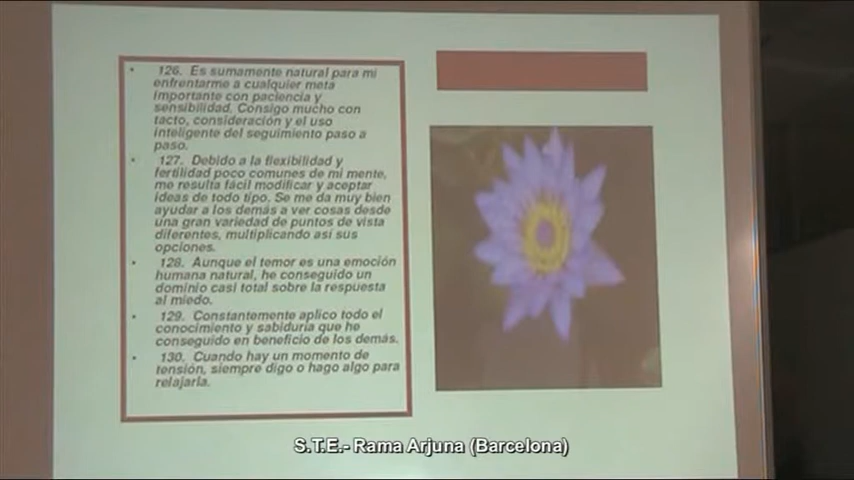 • 126. Es sumamente natural para mi
enfrentarme a cualquier meta
importante con paciencia y
sensibilidad. Consigo mucho con
tacto, consideración y el uso
inteligente del seguimiento paso a
paso.
• 127. Debido a la flexibilidad y
fertilidad poco comunes de mi mente,
me resulta fácil modificar y aceptar
ideas de todo tipo. Se me da muy bien
ayudar a los demás a ver cosas desde
una gran variedad de puntos de vista
diferentes, multiplicando así sus
opciones.
• 128. Aunque el temor es una emoción
humana natural, he conseguido un
dominio casi total sobre la respuesta
al miedo.
• 129. Constantemente aplico todo el
conocimiento y sabiduría que he
conseguido en beneficio de los demás.
• 130. Cuando hay un momento de
tensión, siempre digo o hago algo para
relajarla.
S.T.E.- Rama Arjuna (Barcelona)